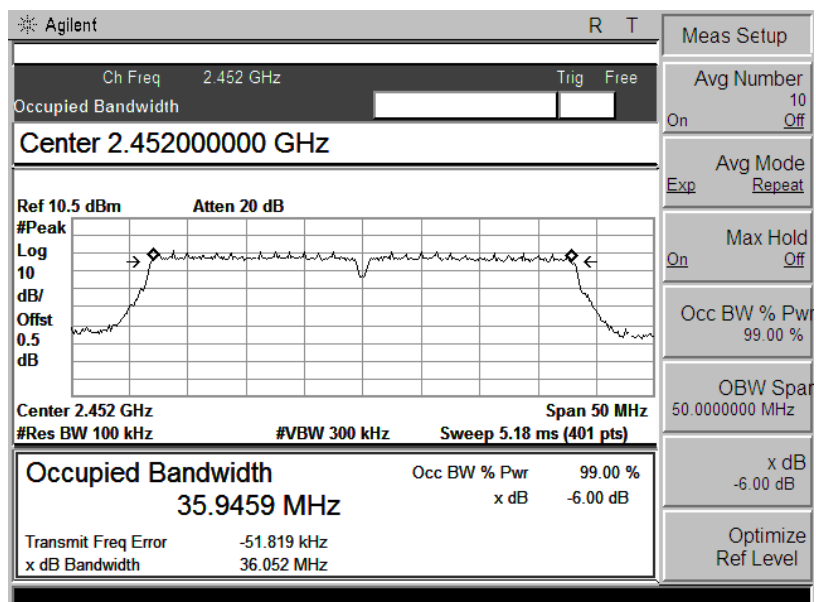 Agilent R T
Ch Freq 2.452 GHz Trig Free
Occupied Bandwidth
Center 2.452000000 GHz
Ref 10.5 dBm Atten 20 dB
#Peak
Log
10
dB/
Offst
0.5
dB
Center 2.452 GHz Span 50 MHz
#Res BW 100 kHz #VBW 300 kHz Sweep 5.18 ms (401 pts)
Occupied Bandwidth Occ BW % Pwr 99.00 %
35.9459 MHz x dB -6.00 dB
Transmit Freq Error -51.819 kHz
x dB Bandwidth 36.052 MHz
Meas Setup
Avg Number
10
On Off
Avg Mode
Exp Repeat
Max Hold
On Off
Occ BW % Pwr
99.00 %
OBW Span
50.0000000 MHz
x dB
-6.00 dB
Optimize
Ref Level